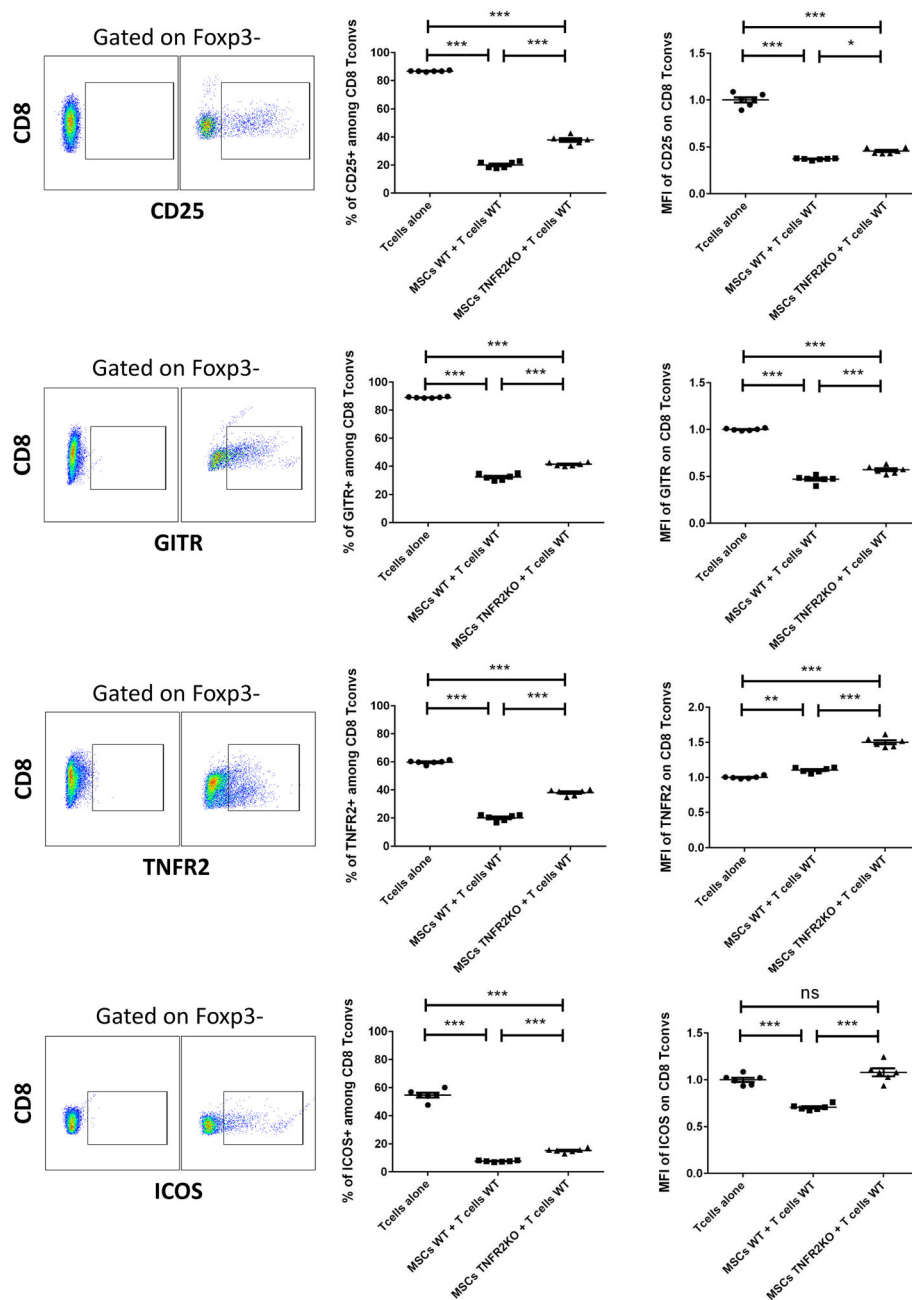 Gated on Foxp3-
CD8
CD25
% of CD25+ among CD8 Tconvs
100
80
60
40
20
0
***
***
***
Tcells alone
MSCs WT + T cells WT
MSCs TNFR2KO + T cells WT
MFI of CD25 on CD8 Tconvs
1.5
1.0
0.5
0.0
***
***
*
Tcells alone
MSCs WT + T cells WT
MSCs TNFR2KO + T cells WT
Gated on Foxp3-
CD8
GITR
% of GITR+ among CD8 Tconvs
100
80
60
40
20
0
***
***
***
Tcells alone
MSCs WT + T cells WT
MSCs TNFR2KO + T cells WT
MFI of GITR on CD8 Tconvs
1.5
1.0
0.5
0.0
***
***
***
Tcells alone
MSCs WT + T cells WT
MSCs TNFR2KO + T cells WT
Gated on Foxp3-
CD8
TNFR2
% of TNFR2+ among CD8 Tconvs
100
80
60
40
20
0
***
***
***
Tcells alone
MSCs WT + T cells WT
MSCs TNFR2KO + T cells WT
MFI of TNFR2 on CD8 Tconvs
2.0
1.5
1.0
0.5
0.0
***
**
***
Tcells alone
MSCs WT + T cells WT
MSCs TNFR2KO + T cells WT
Gated on Foxp3-
CD8
ICOS
% of ICOS+ among CD8 Tconvs
100
80
60
40
20
0
***
***
***
Tcells alone
MSCs WT + T cells WT
MSCs TNFR2KO + T cells WT
MFI of ICOS on CD8 Tconvs
1.5
1.0
0.5
0.0
ns
***
***
Tcells alone
MSCs WT + T cells WT
MSCs TNFR2KO + T cells WT